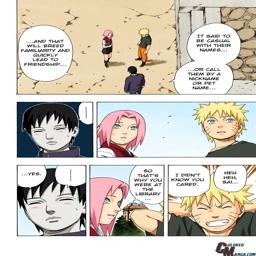 IT SAID TO
BE CASUAL
WITH THEIR
NAMES...
...OR CALL
THEM BY A
NICKNAME
OR PET
NAME...
...AND THAT
WILL BREED
FAMILIARITY AND
QUICKLY
LEAD TO
FRIENDSHIP...
HEH
HEH,
SAI...
I DIDN'T
KNOW YOU
CARED.
SO
THAT'S
WHY YOU
WERE AT
THE
LIBRARY
...
...YES.
COLORED
MANGA.COM